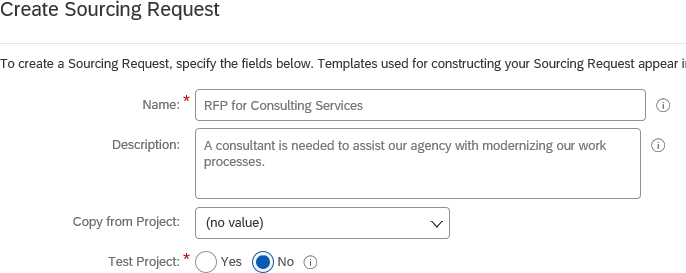 Create Sourcing Request
To create a Sourcing Request, specify the fields below. Templates used for constructing your Sourcing Request appear
Name: * RFP for Consulting Services
Description: A consultant is needed to assist our agency with modernizing our work
processes.
Copy from Project: (no value)
Test Project: * Yes No